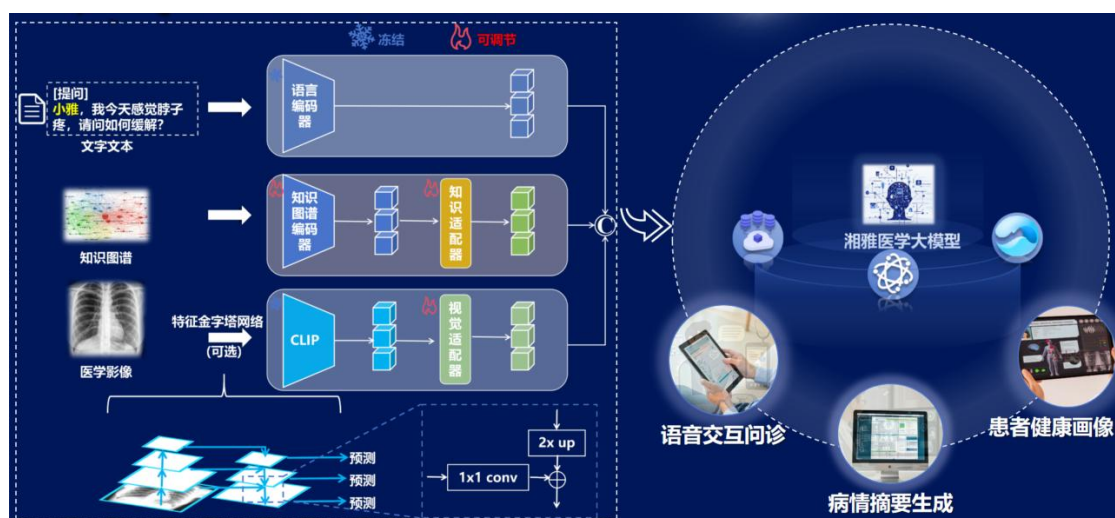 冻结
可调节
[提问]
小雅，我今天感觉脖子
疼，请问如何缓解？
文字文本
语言
编码
器
知识图谱
知识
图谱
编码
器
知
识
适
配
器
医学影像
特征金字塔网络
(可选)
CLIP
视
觉
适
配
器
预测
预测
预测
1x1 conv
2x up
湘雅医学大模型
语音交互问诊
病情摘要生成
患者健康画像